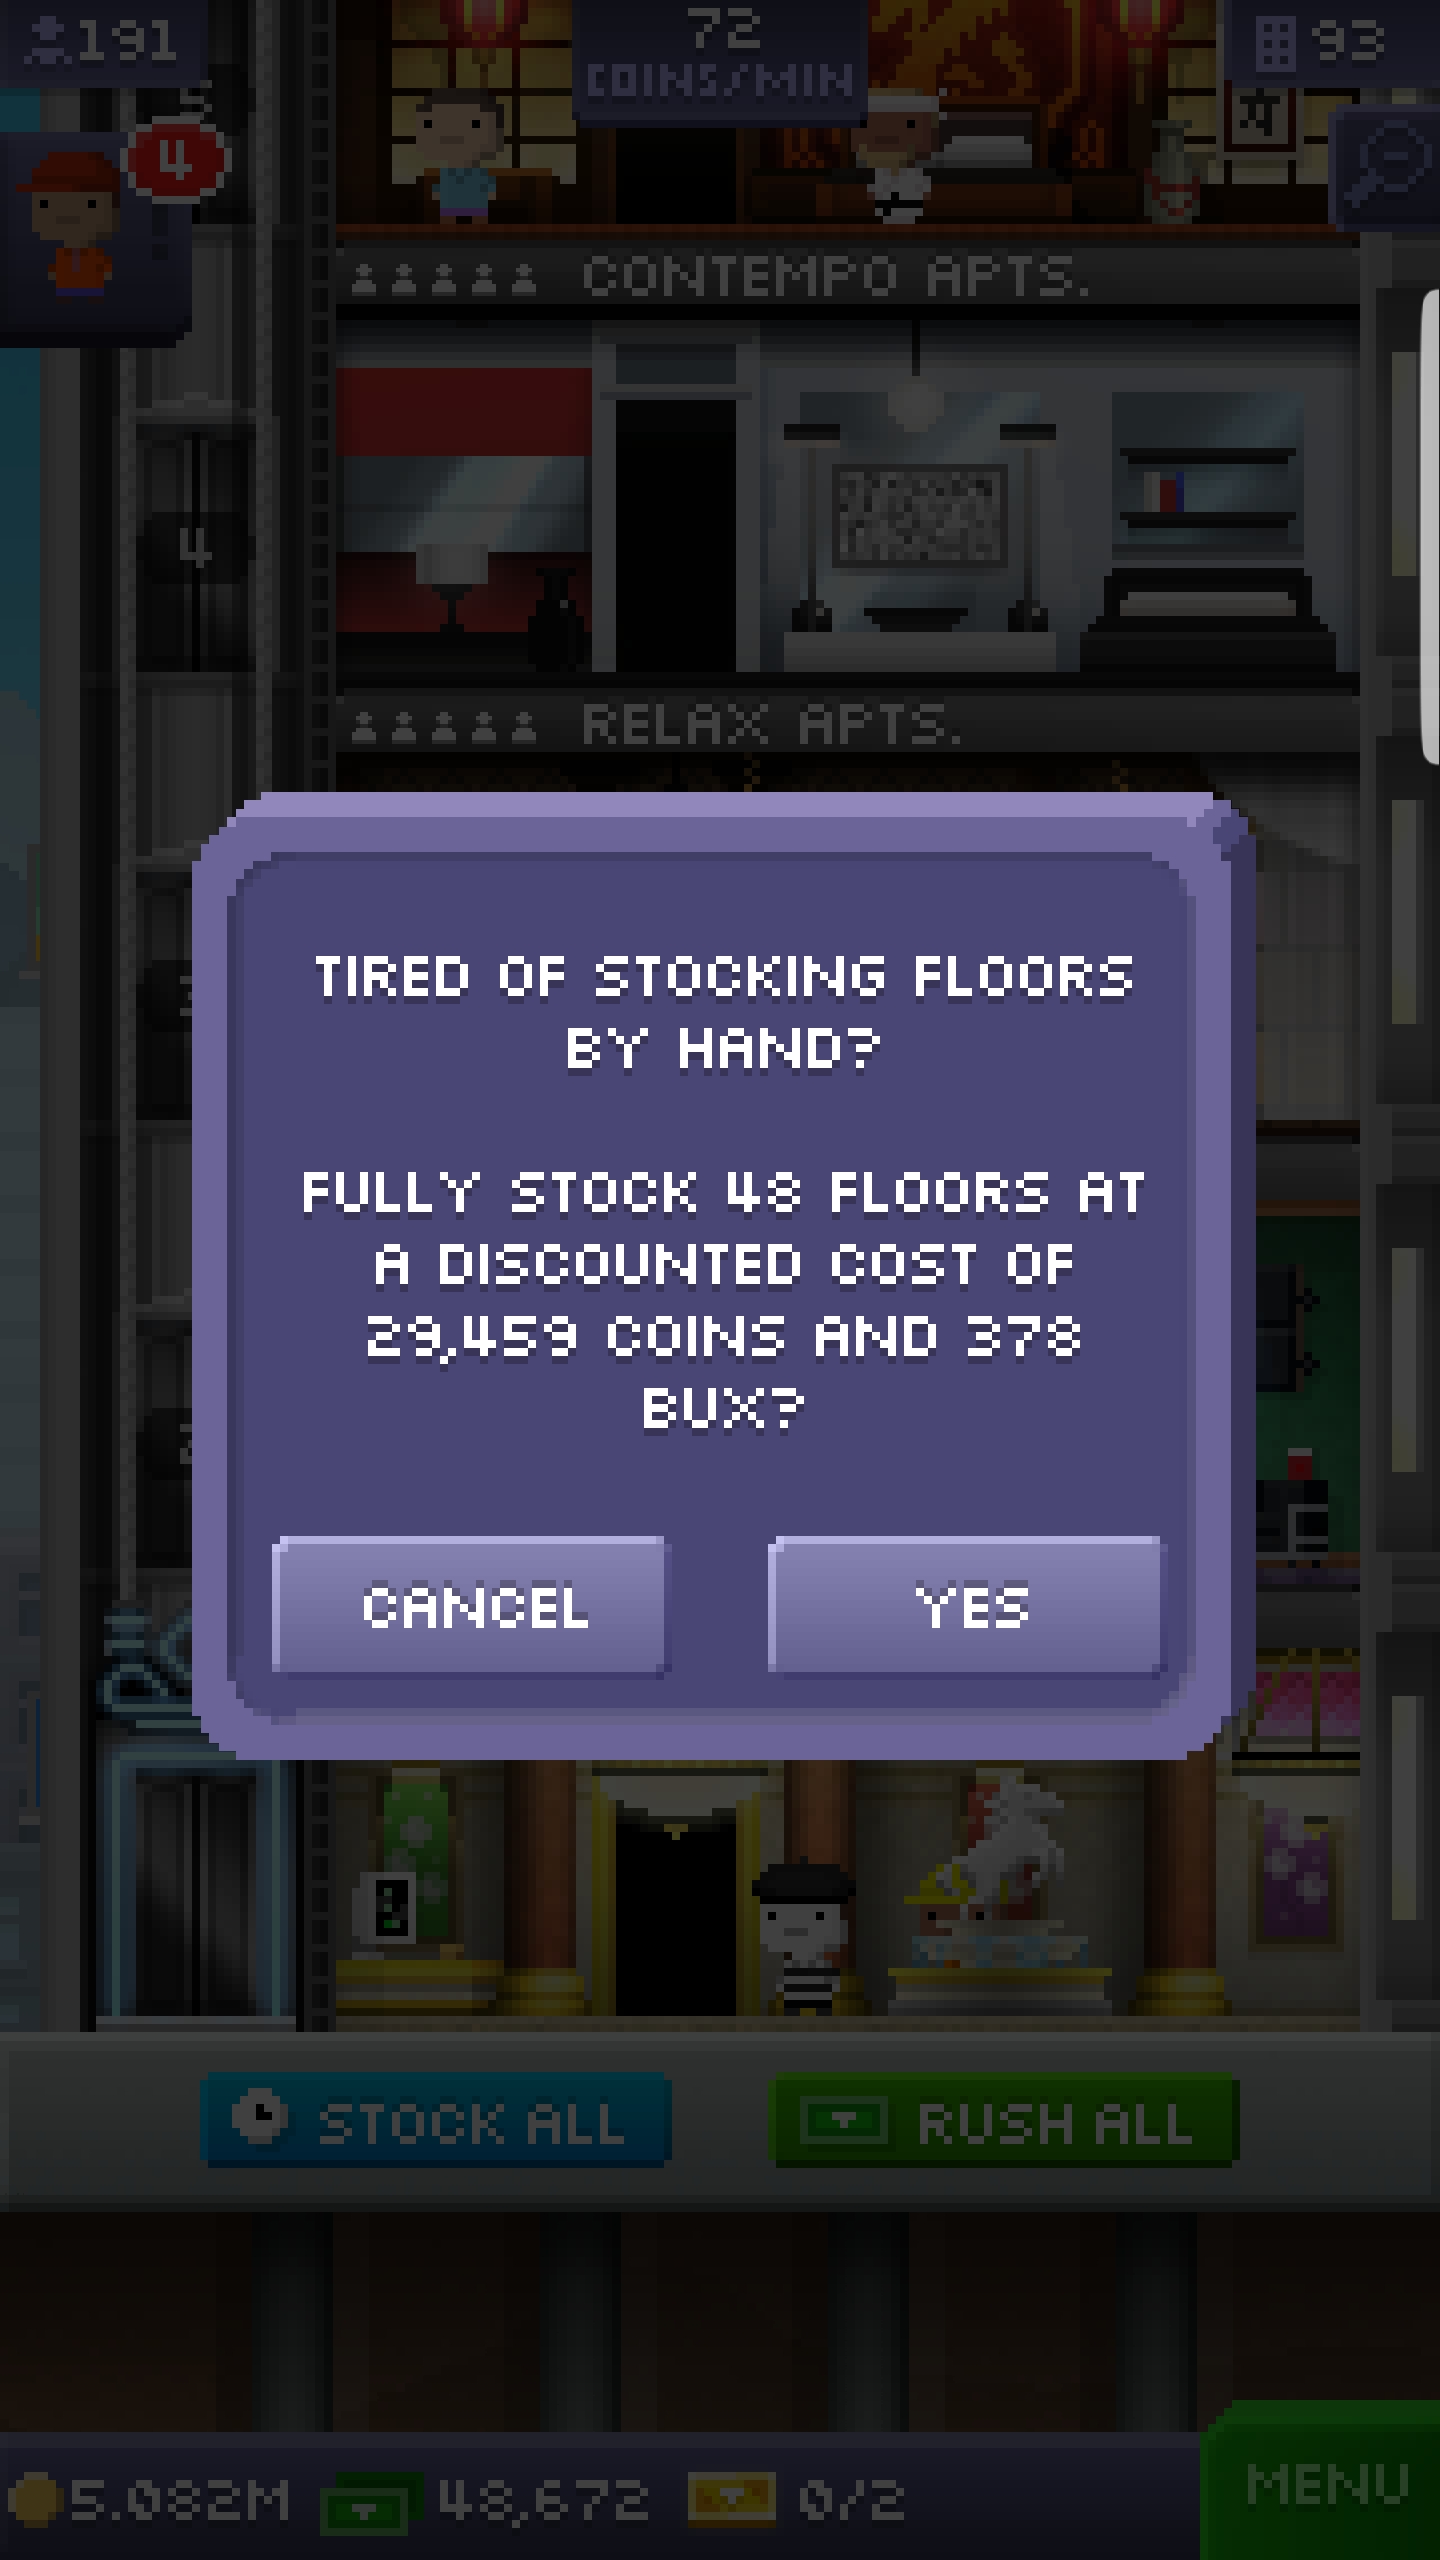 191
72
COINS/MIN
93
5
4
CONTEMPO APTS.
4
RELAX APTS.
TIRED OF STOCKING FLOORS
BY HAND?
FULLY STOCK 48 FLOORS AT
A DISCOUNTED COST OF
29,459 COINS AND 378
BUX?
CANCEL
YES
STOCK ALL
RUSH ALL
5.082M
48,672
0/2
MENU